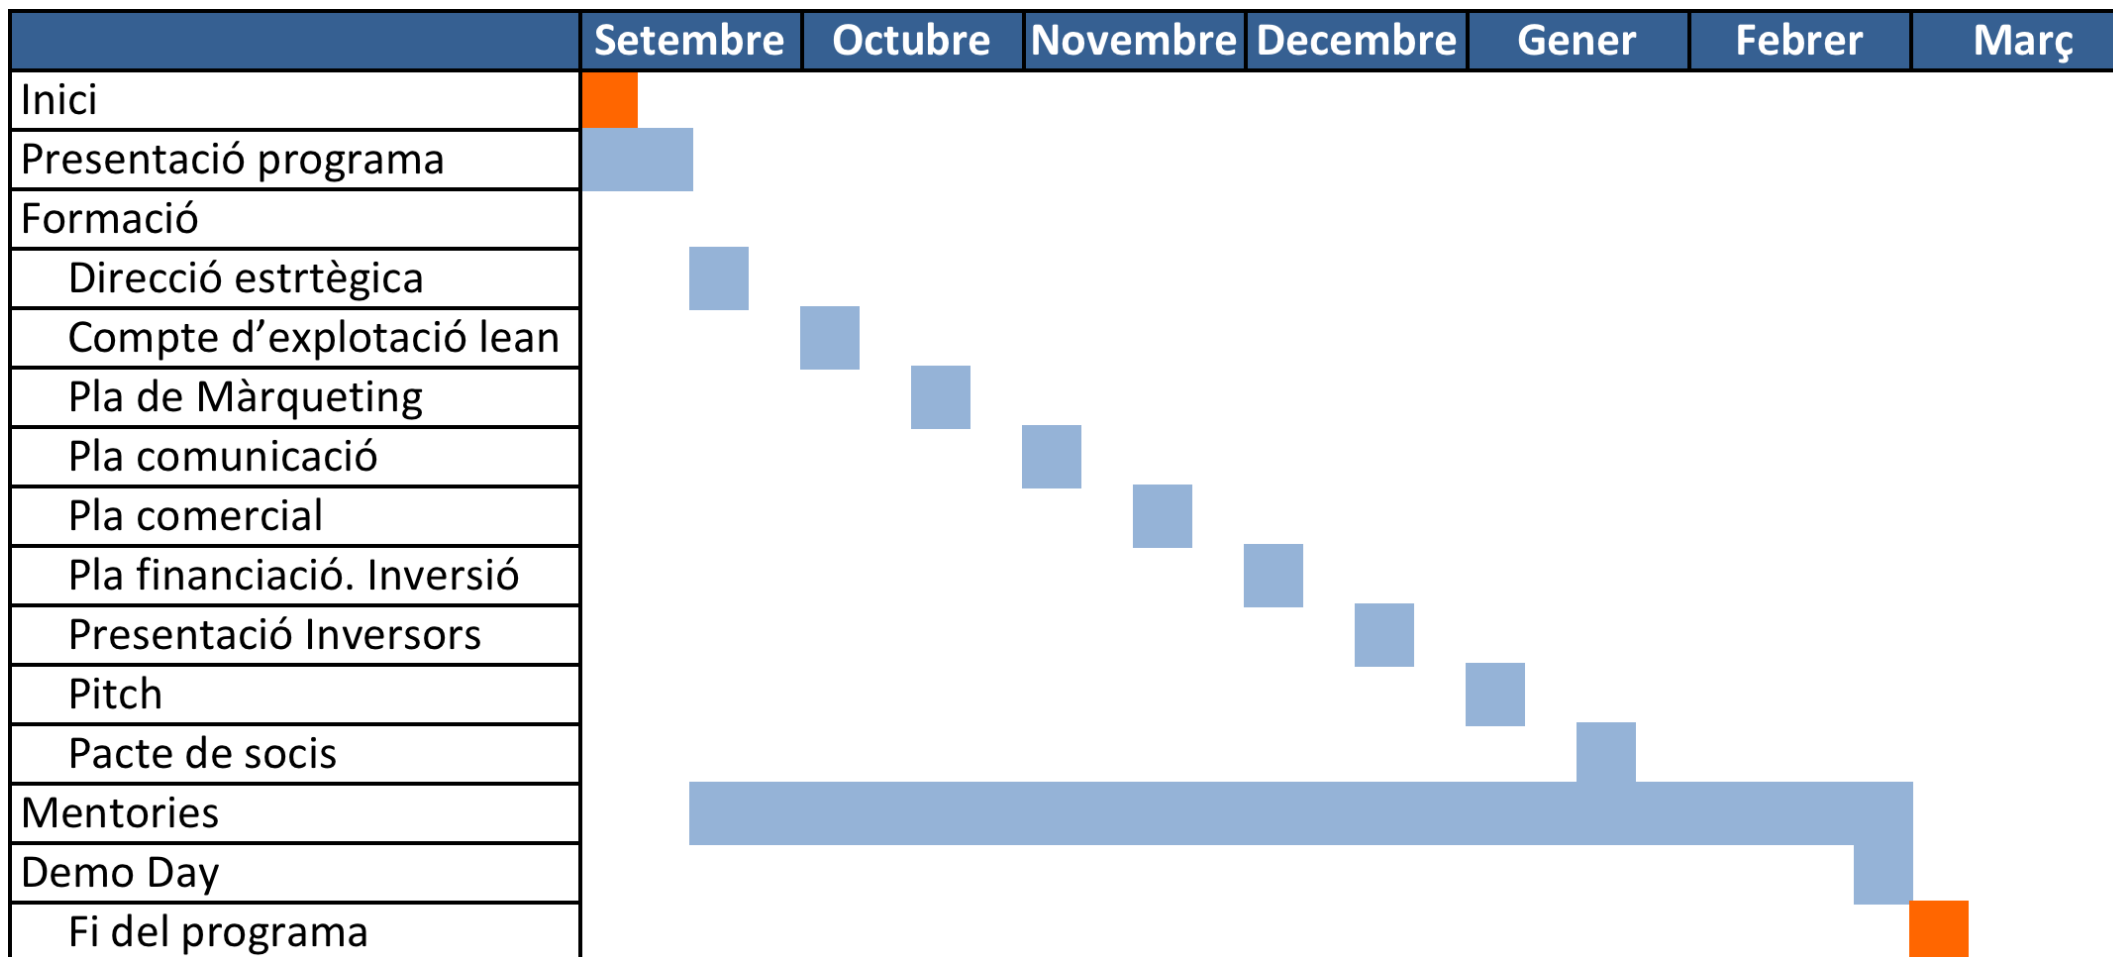 Setembre Octubre Novembre Decembre Gener Febrer Març
Inici
Presentació programa
Formació
Direcció estrtègica
Compte d’explotació lean
Pla de Màrqueting
Pla comunicació
Pla comercial
Pla financiació. Inversió
Presentació Inversors
Pitch
Pacte de socis
Mentories
Demo Day
Fi del programa